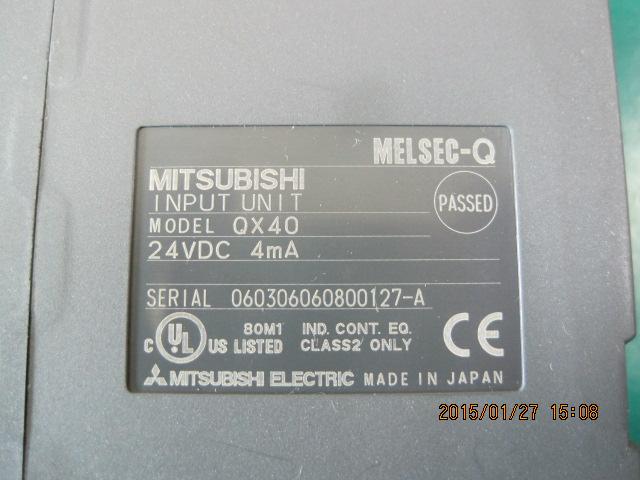 MELSEC-Q
MITSUBISHI
INPUT UNIT
PASSED
MODEL QX40
24VDC 4mA
SERIAL 060306060800127-A
C UL US LISTED 80M1 IND. CONT. EQ. CLASS2 ONLY CE
MITSUBISHI ELECTRIC MADE IN JAPAN
2015/01/27 15:08